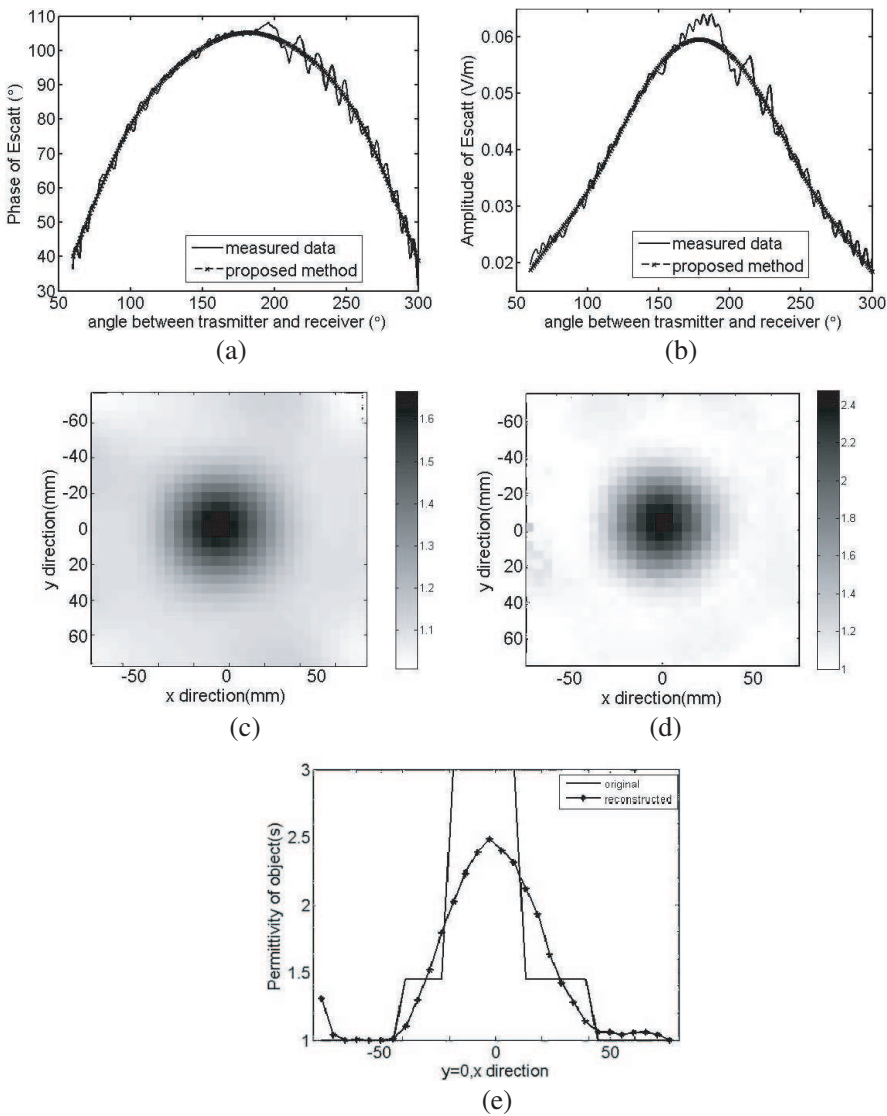 110
100
90
80
70
60
50
40
30
Phase of Escatt (°)
measured data
proposed method
50 100 150 200 250 300
angle between trasmitter and receiver (°)
(a)
0.06
0.05
0.04
0.03
0.02
Amplitude of Escatt (V/m)
measured data
proposed method
50 100 150 200 250 300
angle between trasmitter and receiver (°)
(b)
-60
-40
-20
0
20
40
60
y direction(mm)
-50 0 50
x direction(mm)
1.6
1.5
1.4
1.3
1.2
1.1
(c)
-60
-40
-20
0
20
40
60
y direction(mm)
-50 0 50
x direction(mm)
2.4
2.2
2
1.8
1.6
1.4
1.2
1
(d)
3
2.5
2
1.5
1
Permittivity of object(s)
original
reconstructed
-50 0 50
y=0,x direction
(e)